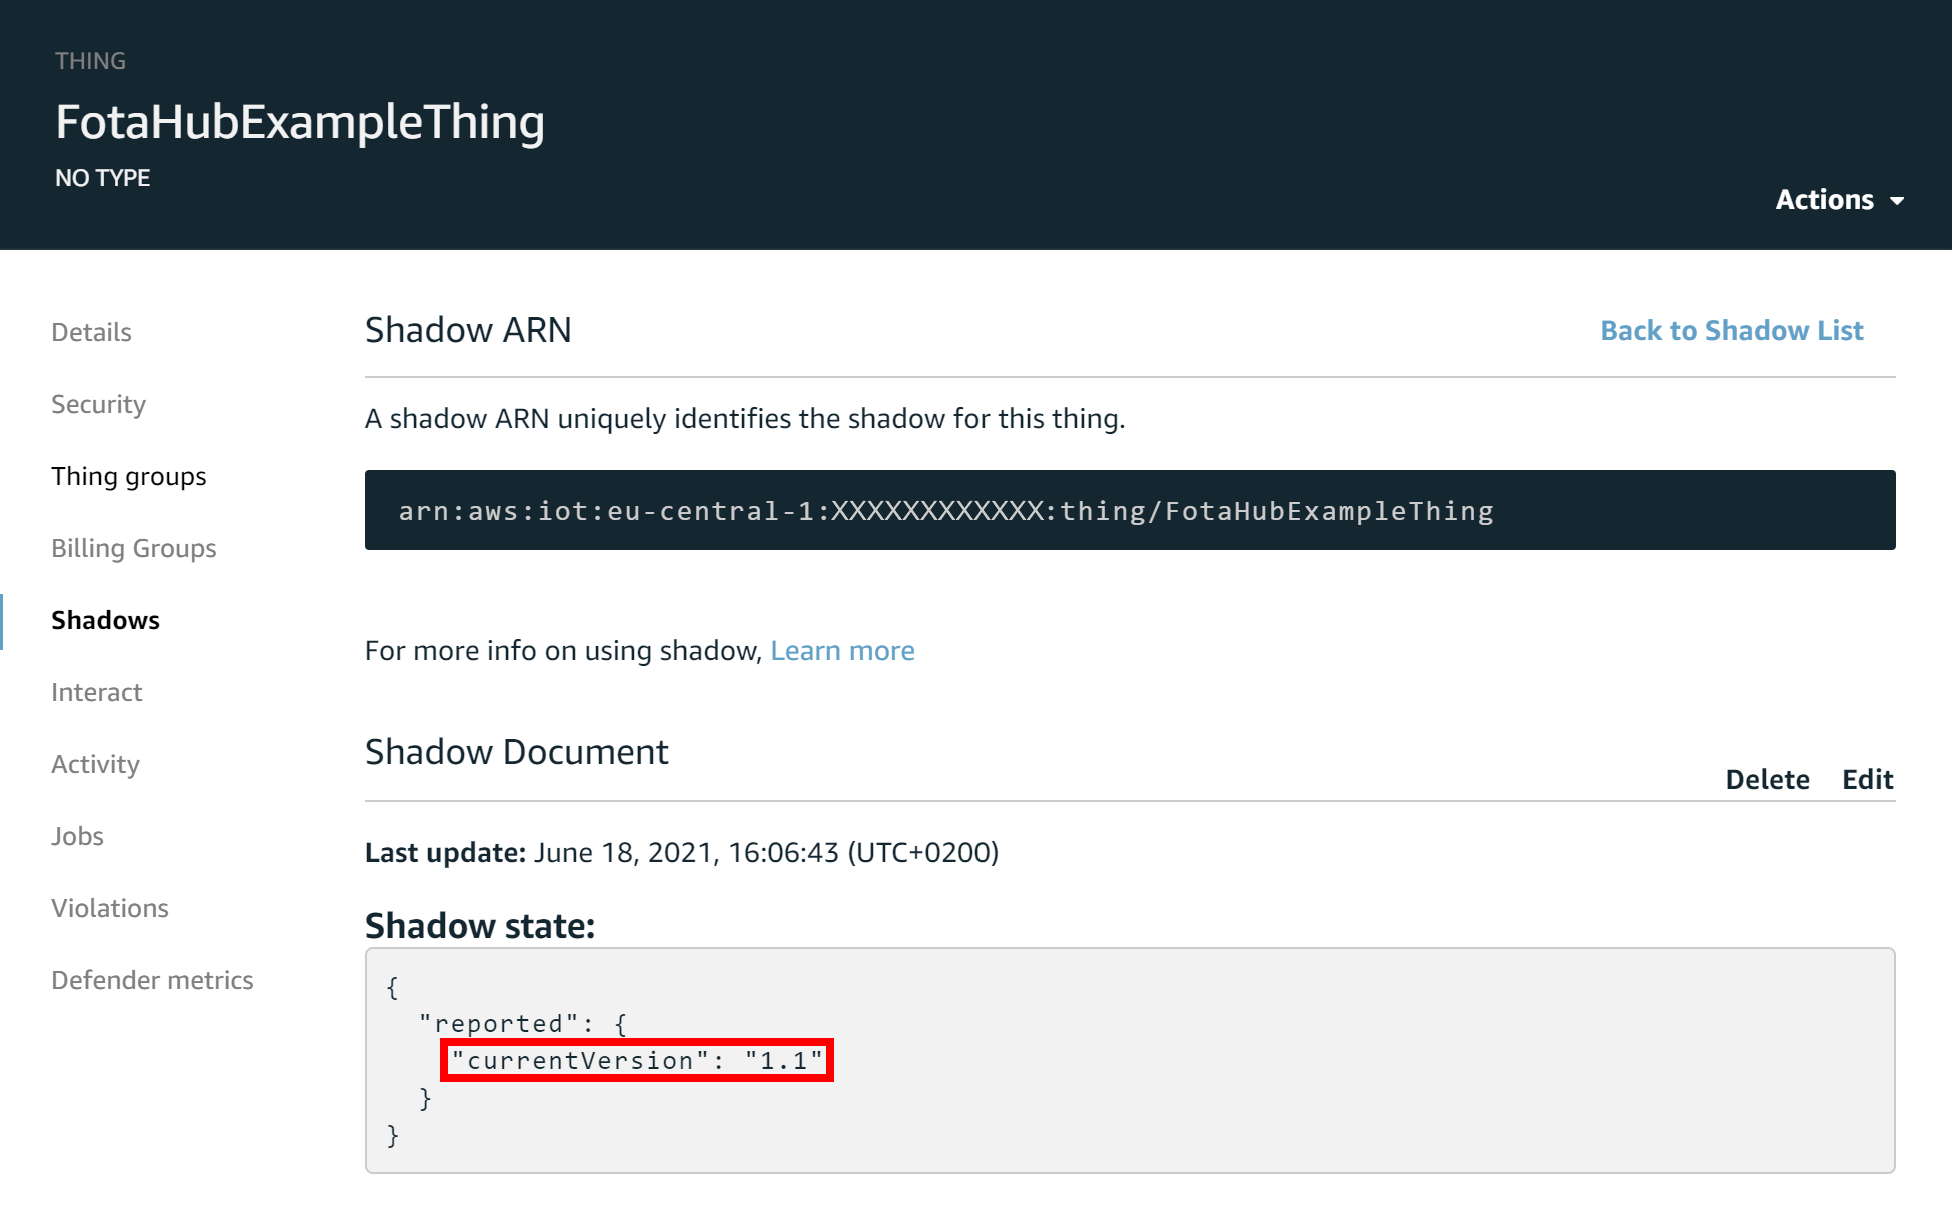 THING
FotaHubExampleThing
NO TYPE
Actions
Details
Security
Thing groups
Billing Groups
Shadows
Interact
Activity
Jobs
Violations
Defender metrics
Shadow ARN
Back to Shadow List
A shadow ARN uniquely identifies the shadow for this thing.
arn:aws:iot:eu-central-1:XXXXXXXXXXXX:thing/FotaHubExampleThing
For more info on using shadow, Learn more
Shadow Document
Delete Edit
Last update: June 18, 2021, 16:06:43 (UTC+0200)
Shadow state:
{
  "reported": {
    "currentVersion": "1.1"
  }
}